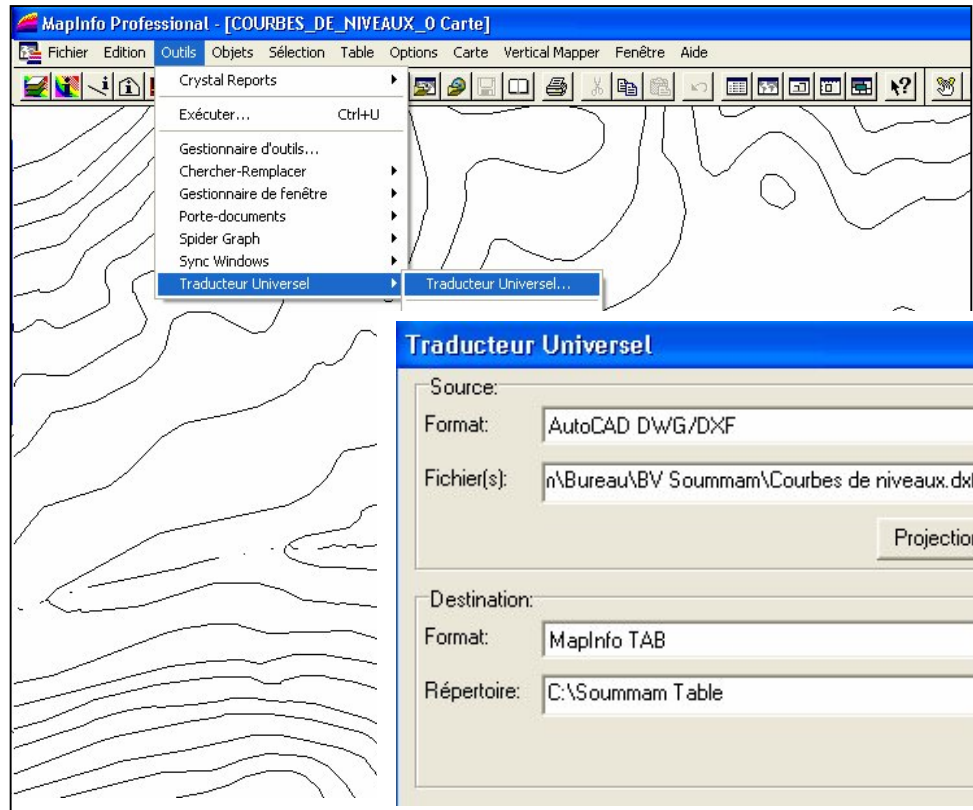 MapInfo Professional - [COURBES_DE_NIVEAUX_0 Carte]
Fichier Edition Outils Objets Sélection Table Options Carte Vertical Mapper Fenêtre Aide
Crystal Reports
Exécuter... Ctrl+U
Gestionnaire d'outils...
Chercher-Remplacer
Gestionnaire de fenêtre
Porte-documents
Spider Graph
Sync Windows
Traducteur Universel
Traducteur Universel...
Traducteur Universel
Source:
Format: AutoCAD DWG/DXF
Fichier(s): n\Bureau\BV Soummam\Courbes de niveaux.dxf
Projection
Destination:
Format: MapInfo TAB
Répertoire: C:\Soummam Table